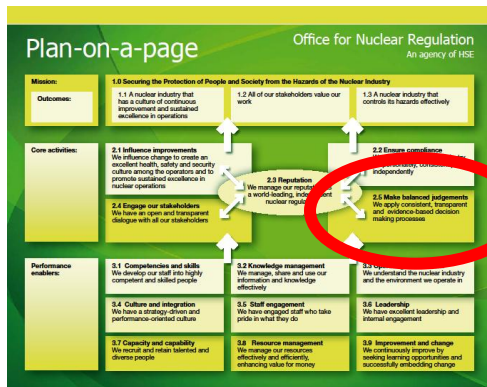 Plan-on-a-page
Office for Nuclear Regulation
An agency of HSE
Mission:
1.0 Securing the Protection of People and Society from the Hazards of the Nuclear Industry
Outcomes:
1.1 A nuclear industry that
has a culture of continuous
improvement and sustained
excellence in operations
1.2 All of our stakeholders value our
work
1.3 A nuclear industry that
controls its hazards effectively
Core activities:
2.1 Influence improvements
We influence change to create an
excellent health, safety and security
culture among the operators and to
promote sustained excellence in
nuclear operations
2.2 Ensure compliance
independently
2.3 Reputation
We manage our reputation as
a world-leading, independent
nuclear
2.4 Engage our stakeholders
We have an open and transparent
dialogue with all our stakeholders
2.5 Make balanced judgements
We apply consistent, transparent
and evidence-based decision
making processes
Performance
enablers:
3.1 Competencies and skills
We develop our staff into highly
competent and skilled people
3.2 Knowledge management
We manage, share and use our
information and knowledge
effectively
We understand the nuclear industry
and the environment we operate in
3.4 Culture and integration
We have a strategy-driven and
performance-oriented culture
3.5 Staff engagement
We have engaged staff who take
pride in what they do
3.6 Leadership
We have excellent leadership and
internal engagement
3.7 Capacity and capability
We recruit and retain talented and
diverse people
3.8 Resource management
We manage our resources
effectively and efficiently,
enhancing value for money
3.9 Improvement and change
We continuously improve by
seeking learning opportunities and
successfully embedding change